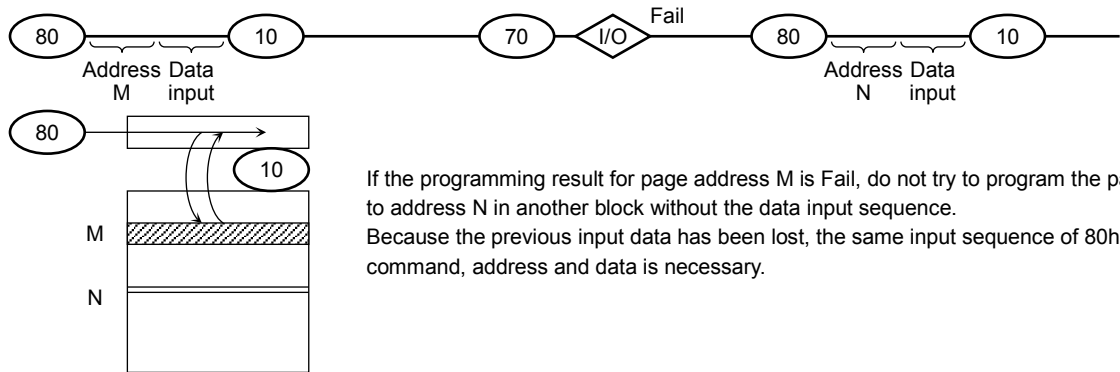 80 10 70 I/O Fail 80 10
Address Data Address Data
M input N input
80
10
If the programming result for page address M is Fail, do not try to program the
to address N in another block without the data input sequence.
M
Because the previous input data has been lost, the same input sequence of 80h
command, address and data is necessary.
N